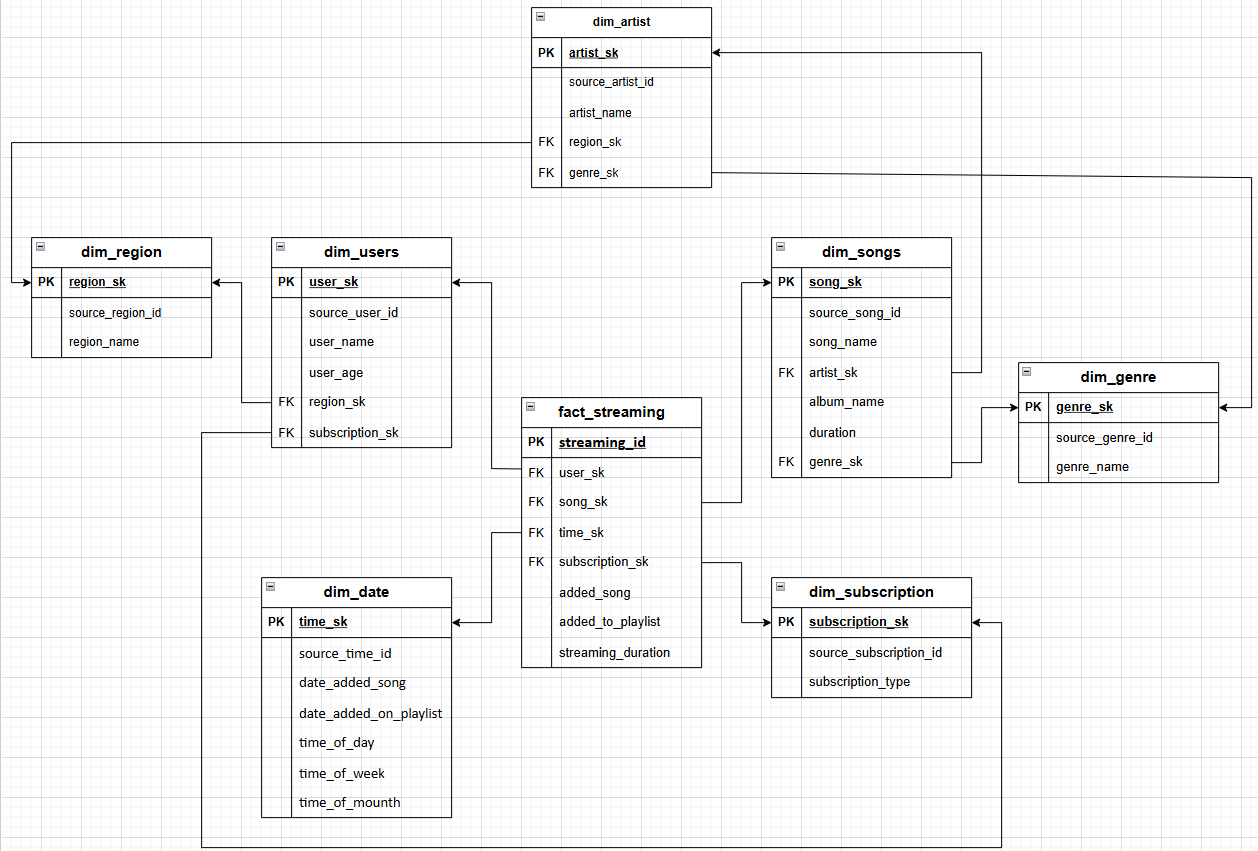 dim_artist
PK artist_sk
source_artist_id
artist_name
FK region_sk
FK genre_sk
dim_region
PK region_sk
source_region_id
region_name
dim_users
PK user_sk
source_user_id
user_name
user_age
FK region_sk
FK subscription_sk
dim_songs
PK song_sk
source_song_id
song_name
FK artist_sk
album_name
duration
FK genre_sk
dim_genre
PK genre_sk
source_genre_id
genre_name
fact_streaming
PK streaming_id
FK user_sk
FK song_sk
FK time_sk
FK subscription_sk
added_song
added_to_playlist
streaming_duration
dim_date
PK time_sk
source_time_id
date_added_song
date_added_on_playlist
time_of_day
time_of_week
time_of_mounth
dim_subscription
PK subscription_sk
source_subscription_id
subscription_type